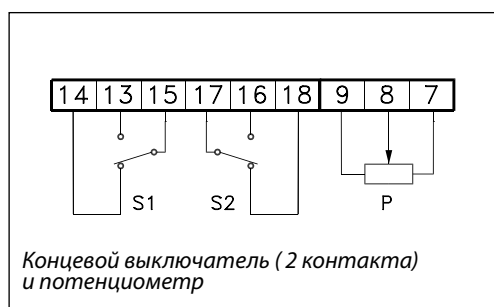 14 13 15 17 16 18 9 8 7
S1 S2 P
Концевой выключатель ( 2 контакта)
и потенциометр